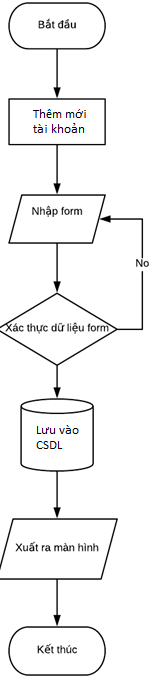 Bắt đầu
Thêm mới
tài khoản
Nhập form
No
Xác thực dữ liệu form
Lưu vào
CSDL
Xuất ra màn hình
Kết thúc